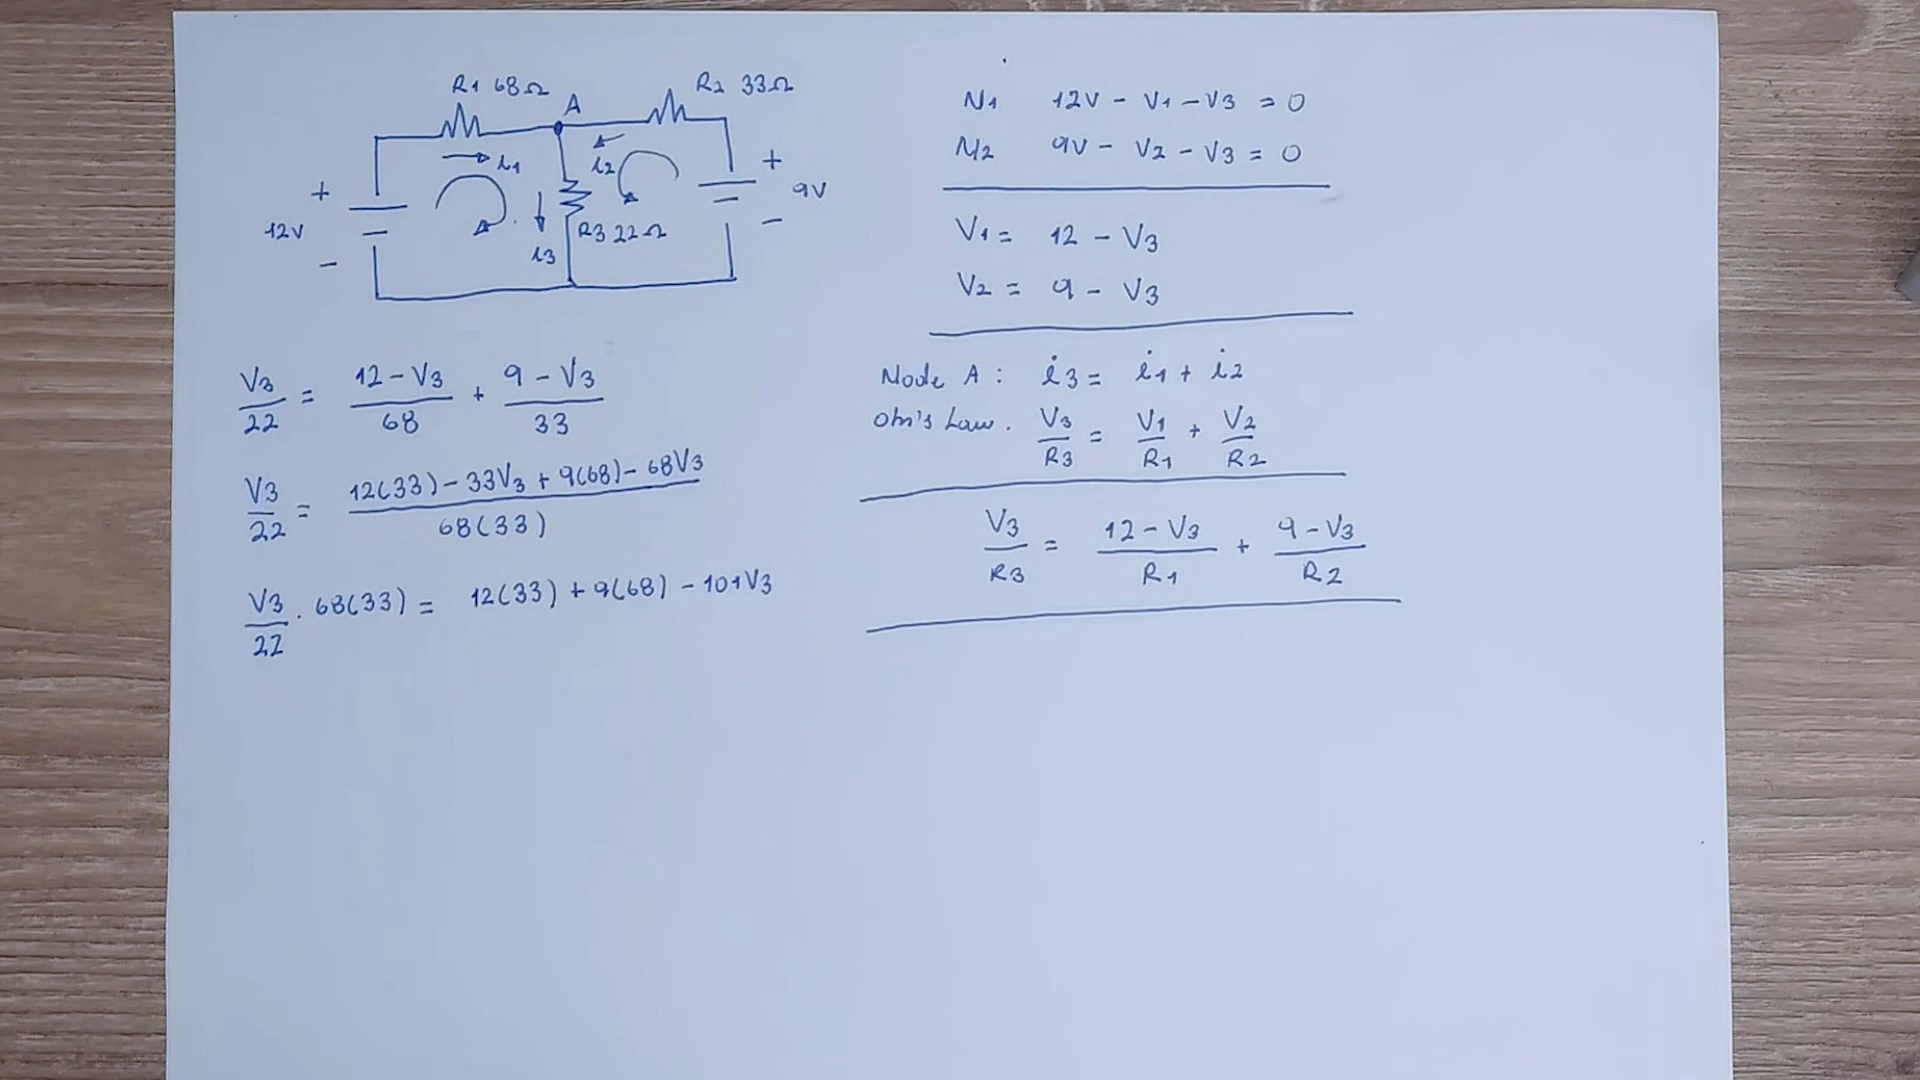 R1 68Ω
A
R2 33Ω
i1
i2
+
12V
-
+
9V
-
R3 22Ω
i3
V3/22 = (12 - V3)/68 + (9 - V3)/33
V3/22 = (12(33) - 33V3 + 9(68) - 68V3)/68(33)
V3/22 . 68(33) = 12(33) + 9(68) - 101V3
N1 12V - V1 - V3 = 0
N2 9V - V2 - V3 = 0
V1 = 12 - V3
V2 = 9 - V3
Node A : i3 = i1 + i2
Ohm's Law. V3/R3 = V1/R1 + V2/R2
V3/R3 = (12 - V3)/R1 + (9 - V3)/R2